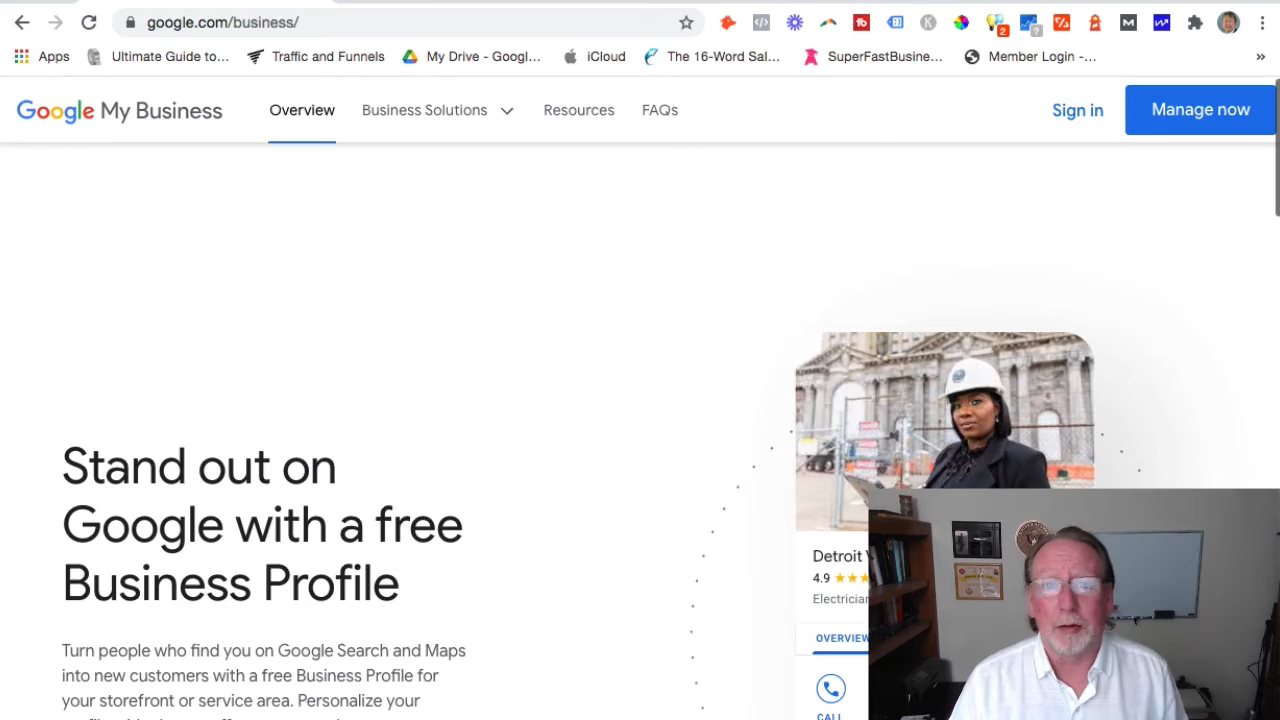 google.com/business/
2
?
Apps
Ultimate Guide to...
Traffic and Funnels
My Drive - Googl...
iCloud
The 16-Word Sal...
SuperFastBusine...
Member Login -...
»
Google My Business
Overview
Business Solutions
Resources
FAQs
Sign in
Manage now
Stand out on
Google with a free
Business Profile
Turn people who find you on Google Search and Maps
into new customers with a free Business Profile for
your storefront or service area. Personalize your
Detroit
4.9
Electrician
OVERVIEW
CALL